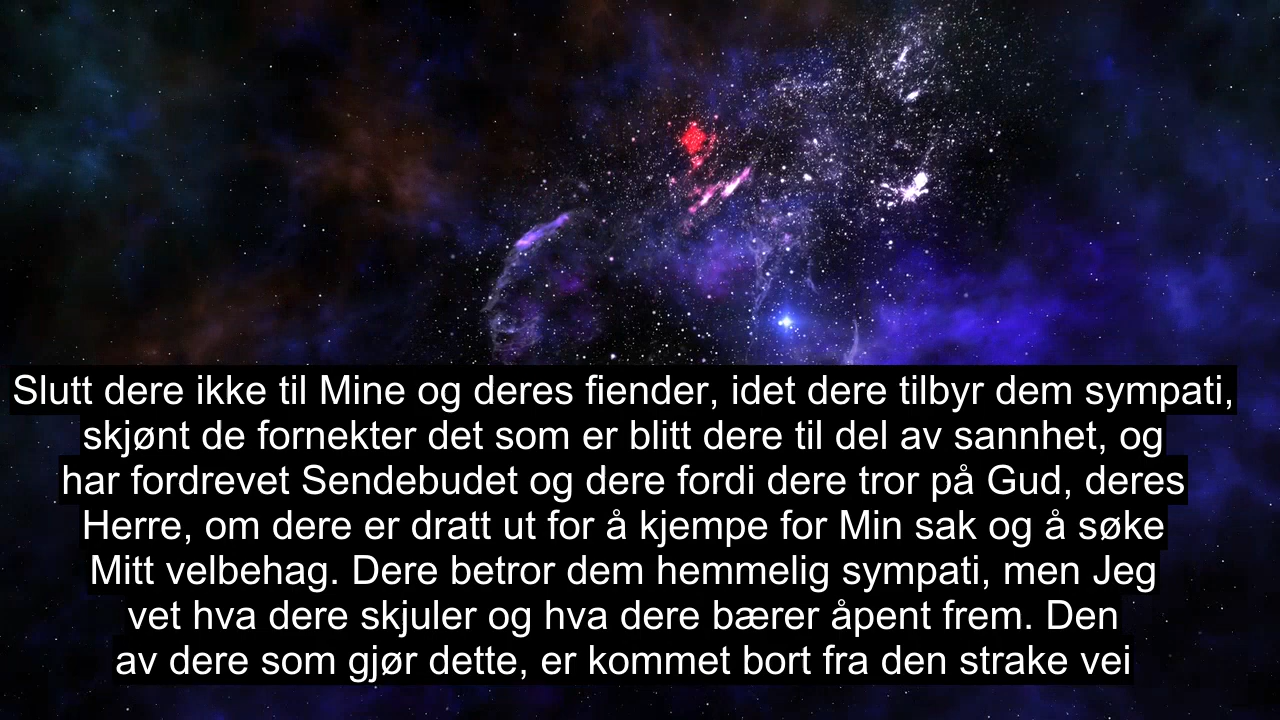 Slutt dere ikke til Mine og deres fiender, idet dere tilbyr dem sympati,
skjønt de fornekter det som er blitt dere til del av sannhet, og
har fordrevet Sendebudet og dere fordi dere tror på Gud, deres
Herre, om dere er dratt ut for å kjempe for Min sak og å søke
Mitt velbehag. Dere betror dem hemmelig sympati, men Jeg
vet hva dere skjuler og hva dere bærer åpent frem. Den
av dere som gjør dette, er kommet bort fra den strake vei